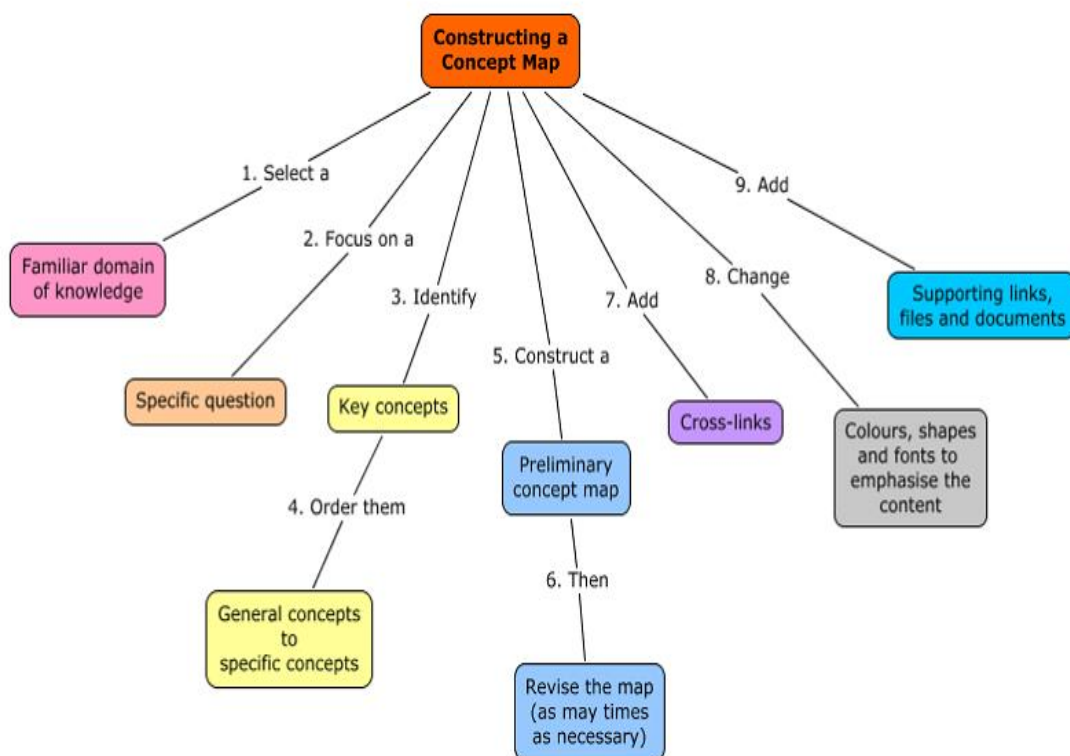 Constructing a
Concept Map
1. Select a
Familiar domain
of knowledge
2. Focus on a
Specific question
3. Identify
Key concepts
4. Order them
General concepts
to
specific concepts
5. Construct a
Preliminary
concept map
6. Then
Revise the map
(as may times
as necessary)
7. Add
Cross-links
8. Change
Colours, shapes
and fonts to
emphasise the
content
9. Add
Supporting links,
files and documents